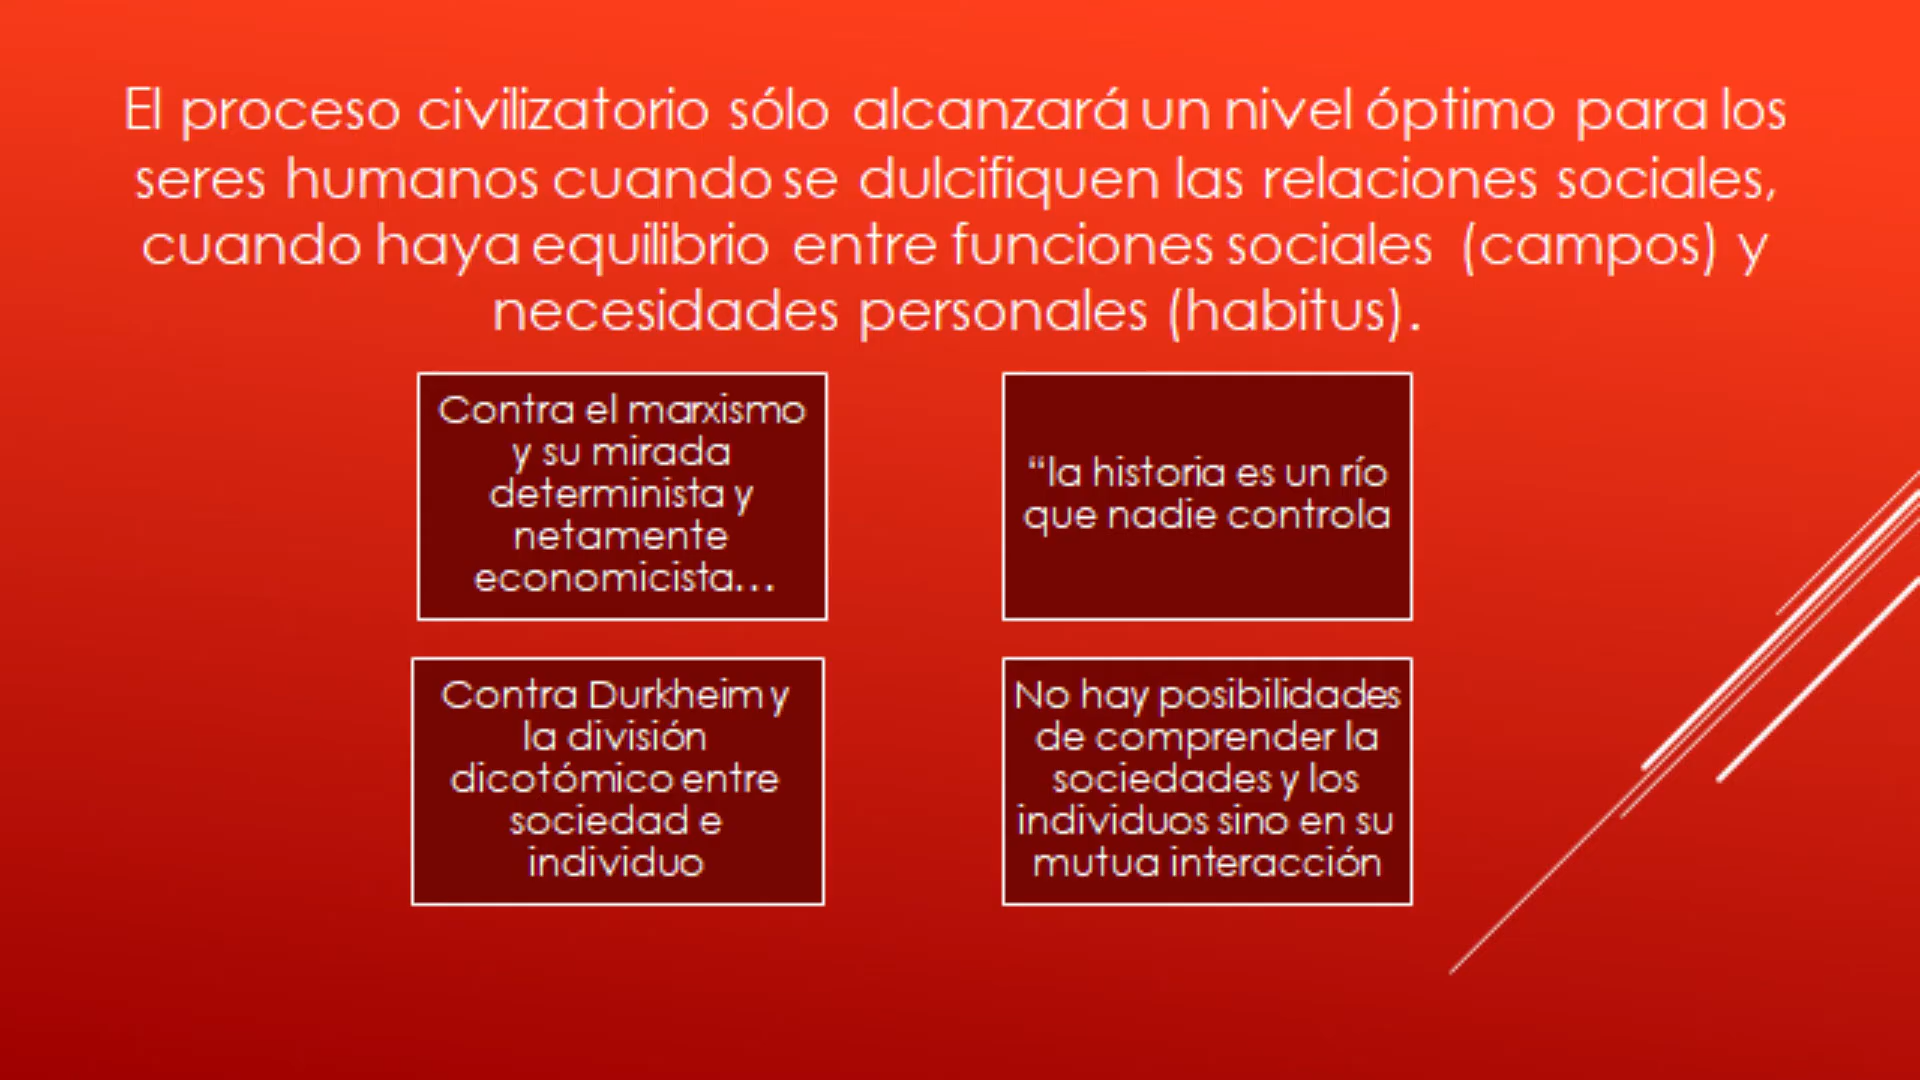 El proceso civilizatorio sólo alcanzará un nivel óptimo para los
seres humanos cuando se dulcifiquen las relaciones sociales,
cuando haya equilibrio entre funciones sociales (campos) y
necesidades personales (habitus).
Contra el marxismo
y su mirada
determinista y
netamente
economicista...
“la historia es un río
que nadie controla
Contra Durkheim y
la división
dicotómico entre
sociedad e
individuo
No hay posibilidades
de comprender la
sociedades y los
individuos sino en su
mutua interacción